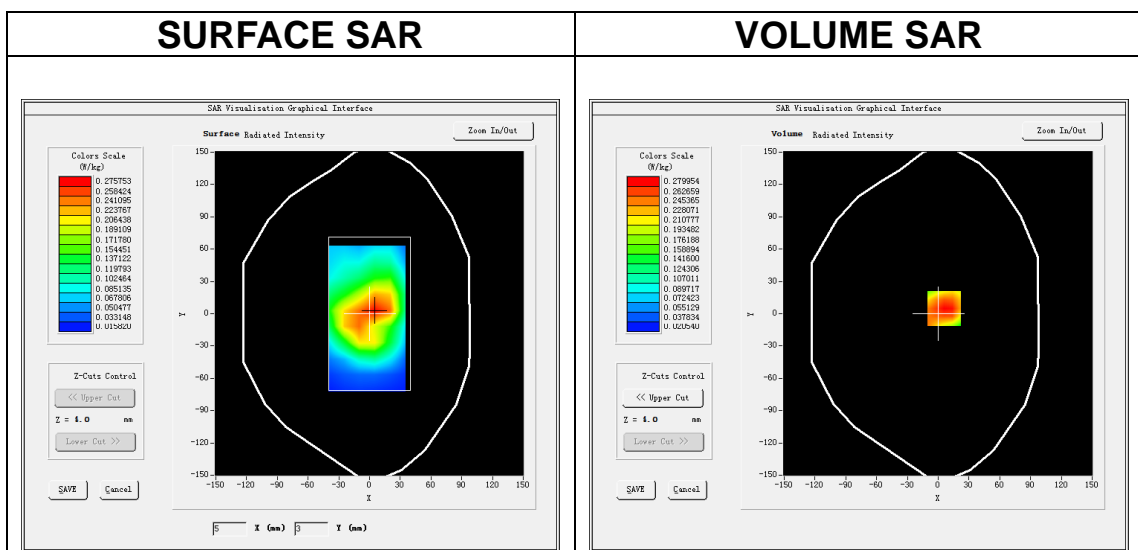 SURFACE SAR
VOLUME SAR
SAR Visualisation Graphical Interface
Surface Radiated Intensity
Zoom In/Out
Colors Scale
(W/kg)
0.275753
0.258424
0.241095
0.223767
0.206438
0.189109
0.171780
0.154451
0.137122
0.119793
0.102464
0.085135
0.067806
0.050477
0.033148
0.015820
Z-Cuts Control
<< Upper Cut
Z = 4.0 mm
Lower Cut >>
SAVE Cancel
150
120
90
60
30
0
-30
-60
-90
-120
-150
Y
-150 -120 -90 -60 -30 0 30 60 90 120 150
X
5 X (mm) 3 Y (mm)
SAR Visualisation Graphical Interface
Volume Radiated Intensity
Zoom In/Out
Colors Scale
(W/kg)
0.279954
0.262659
0.245365
0.228071
0.210777
0.193482
0.176188
0.158894
0.141600
0.124306
0.107011
0.089717
0.072423
0.055129
0.037834
0.020540
Z-Cuts Control
<< Upper Cut
Z = 4.0 mm
Lower Cut >>
SAVE Cancel
150
120
90
60
30
0
-30
-60
-90
-120
-150
Y
-150 -120 -90 -60 -30 0 30 60 90 120 150
X